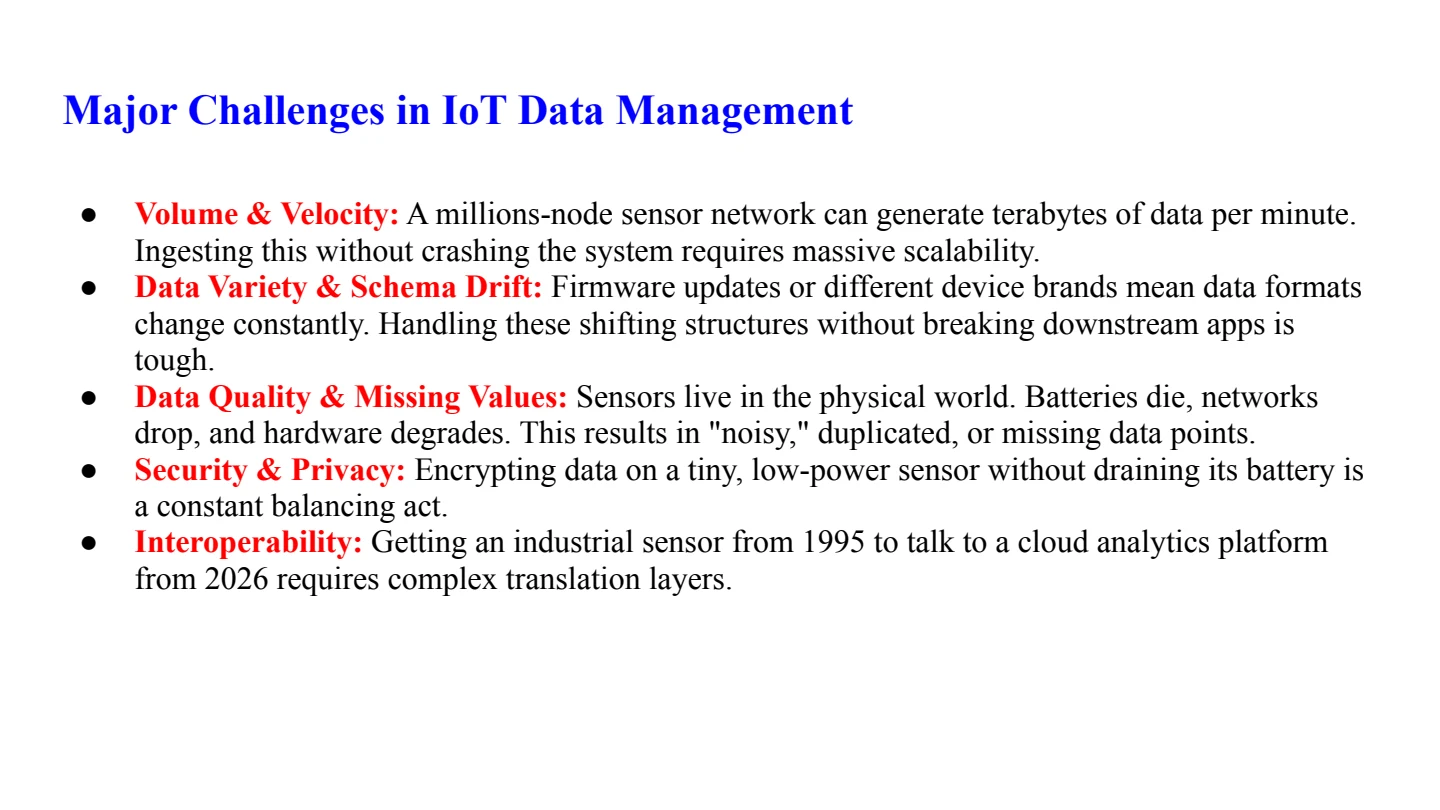 Major Challenges in IoT Data Management
● Volume & Velocity: A millions-node sensor network can generate terabytes of data per minute.
Ingesting this without crashing the system requires massive scalability.
● Data Variety & Schema Drift: Firmware updates or different device brands mean data formats
change constantly. Handling these shifting structures without breaking downstream apps is
tough.
● Data Quality & Missing Values: Sensors live in the physical world. Batteries die, networks
drop, and hardware degrades. This results in "noisy," duplicated, or missing data points.
● Security & Privacy: Encrypting data on a tiny, low-power sensor without draining its battery is
a constant balancing act.
● Interoperability: Getting an industrial sensor from 1995 to talk to a cloud analytics platform
from 2026 requires complex translation layers.